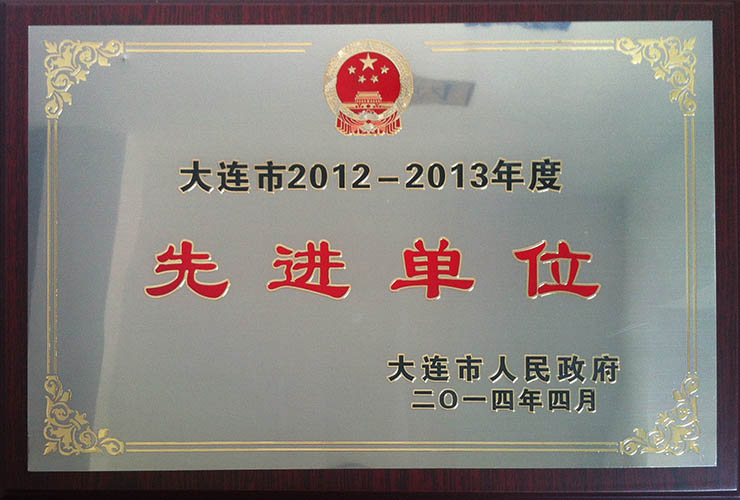 大连市2012－2013年度
先进单位
大连市人民政府
二〇一四年四月